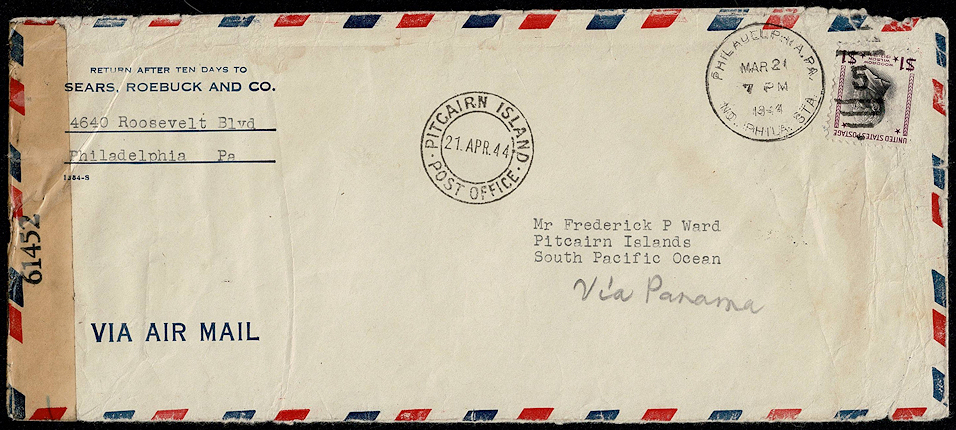 RETURN AFTER TEN DAYS TO
SEARS, ROEBUCK AND CO.
4640 Roosevelt Blvd
Philadelphia Pa
1384-S
61452
VIA AIR MAIL
PITCAIRN ISLAND
21. APR. 44
POST OFFICE
PHILADELPHIA, PA.
MAR 21
7 PM
1944
NO. PHILA. STA.
5
$1
WOODROW
WILSON
$1
UNITED STATES POSTAGE
Mr Frederick P Ward
Pitcairn Islands
South Pacific Ocean
Via Panama